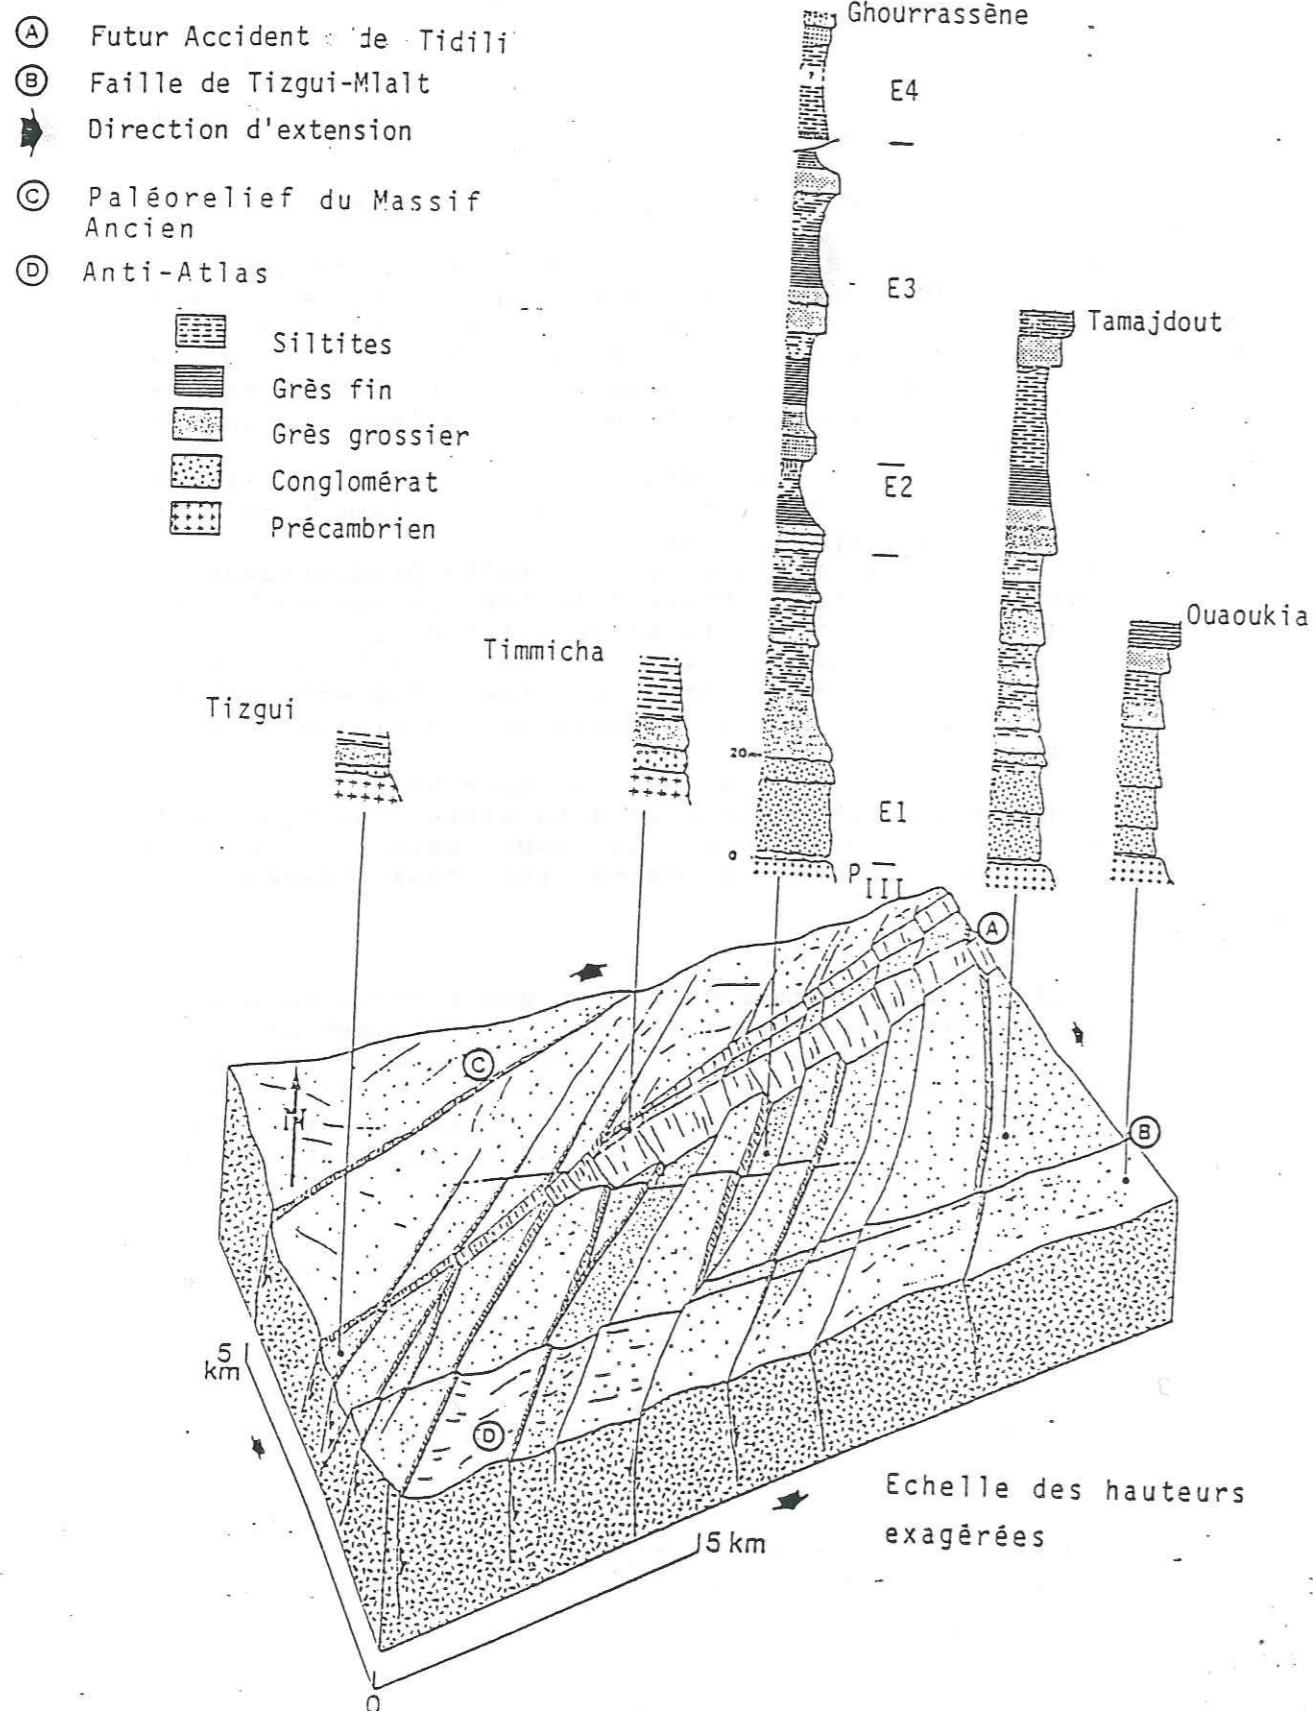 A Futur Accident de Tidili
B Faille de Tizgui-Mlalt
Direction d'extension
C Paléorelief du Massif
Ancien
D Anti-Atlas
Siltites
Grès fin
Grès grossier
Conglomérat
Précambrien
Ghourrassène
E4
E3
E2
E1
P III
?
20m
0
Tamajdout
Ouaoukia
Timmicha
Tizgui
A
B
C
D
N
5
km
15 km
0
Echelle des hauteurs
exagérées